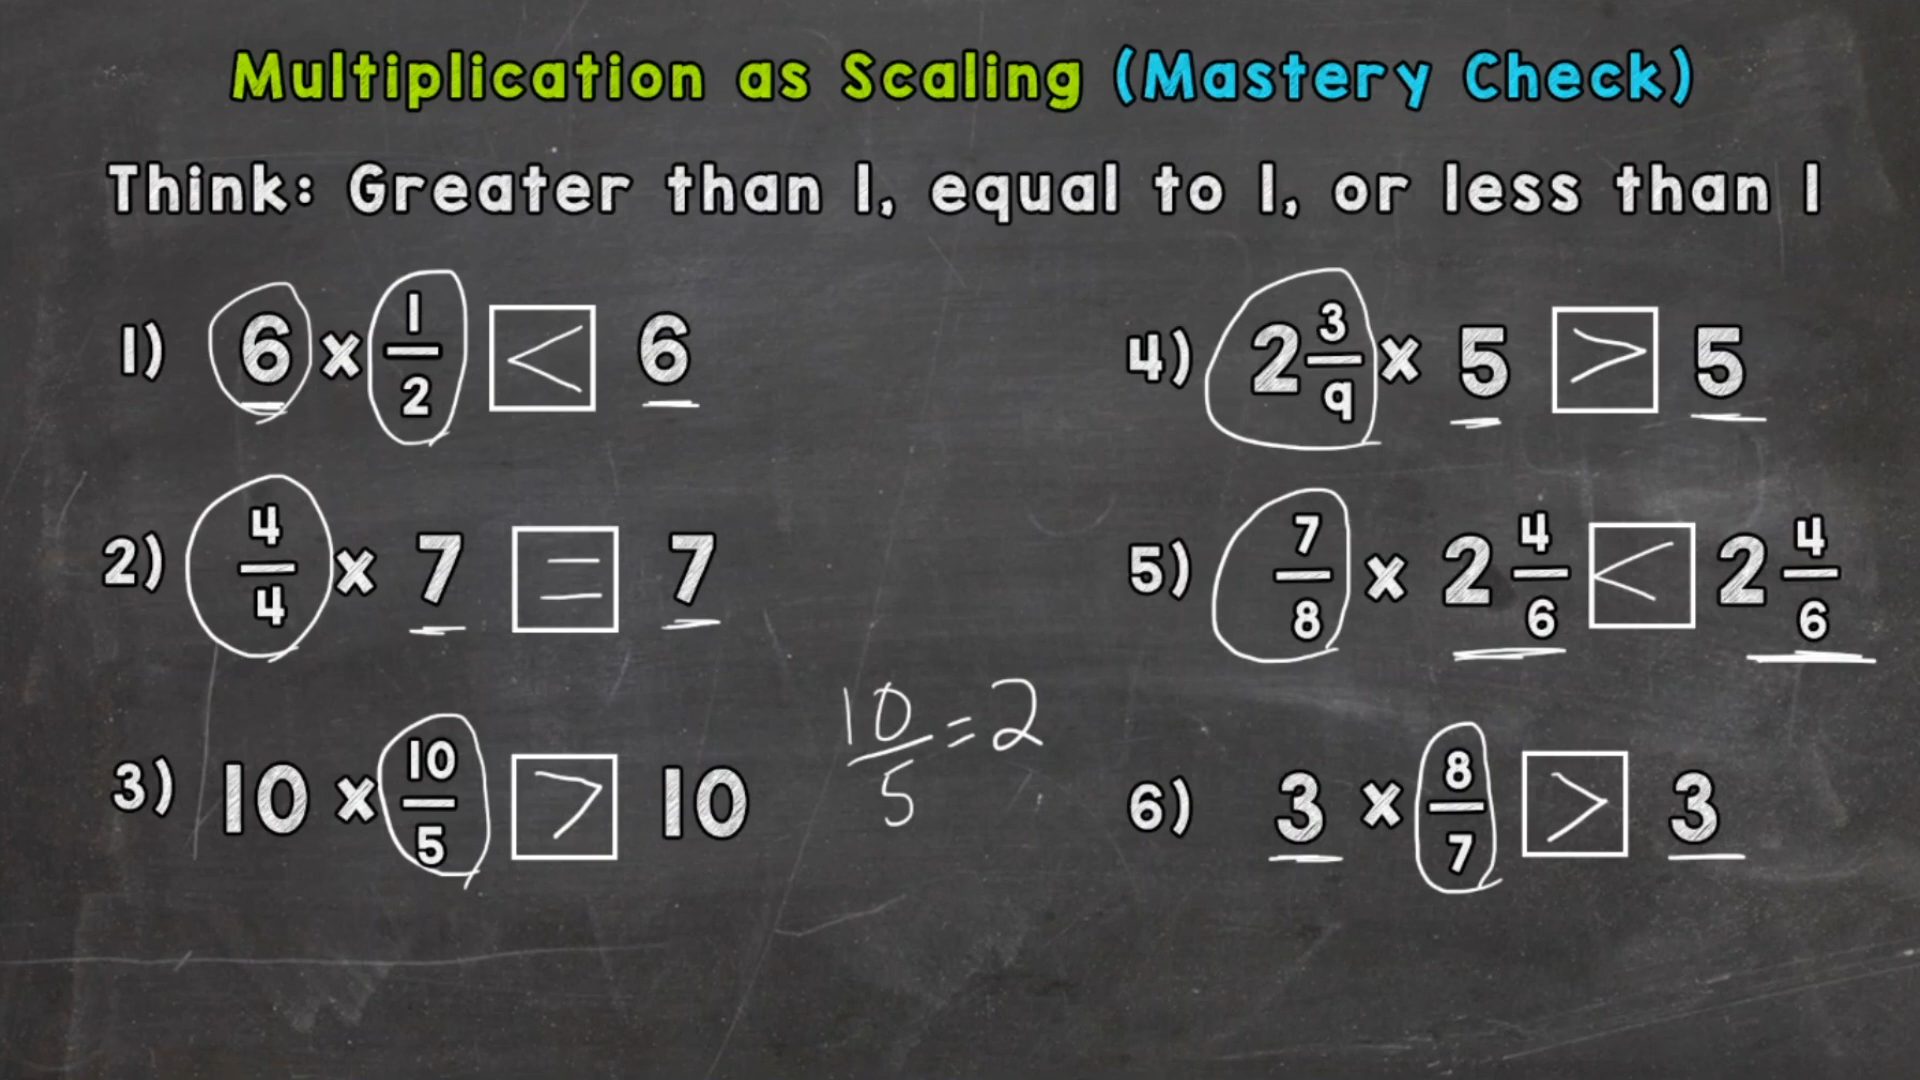 Multiplication as Scaling (Mastery Check)
Think: Greater than 1, equal to 1, or less than 1
1) 6 x 1/2 < 6
2) 4/4 x 7 = 7
3) 10 x 10/5 > 10
10/5 = 2
4) 2 3/9 x 5 > 5
5) 7/8 x 2 4/6 < 2 4/6
6) 3 x 8/7 > 3